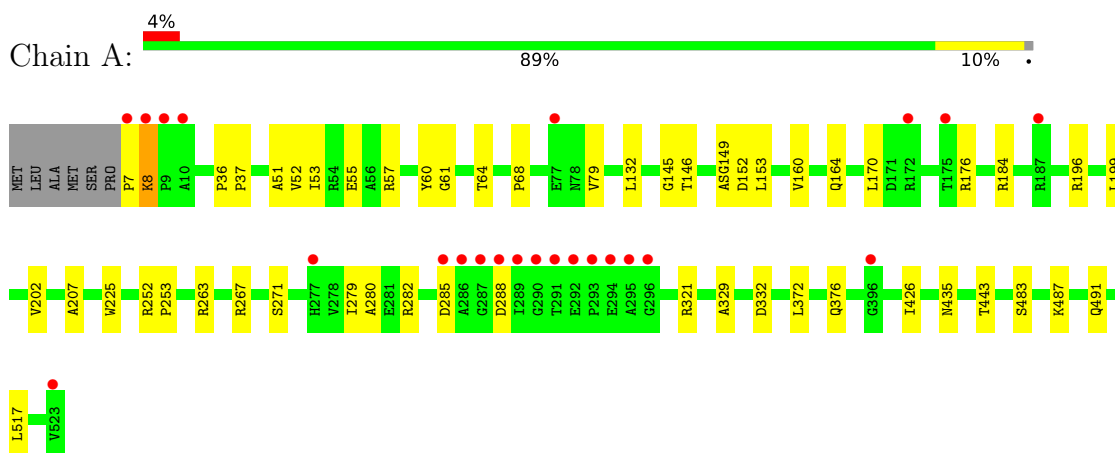 4%
Chain A:
89% 10% •
MET LEU ALA MET SER PRO P7 K8 P9 A10 P36 P37 A51 V52 I53 R54 E55 A56 R57 Y60 G61 T64 P68 E77 N78 V79 L132 G145 T146 ASG149 D152 L153 V160 Q164 L170 D171 R172 T175 R176 R184 R187 R196 L199
V202 A207 W225 R252 P253 R263 R267 S271 H277 V278 I279 A280 E281 R282 D285 A286 G287 D288 I289 G290 T291 E292 P293 E294 A295 G296 R321 A329 D332 L372 Q376 G396 I426 N435 T443 S483 K487 Q491
L517 V523